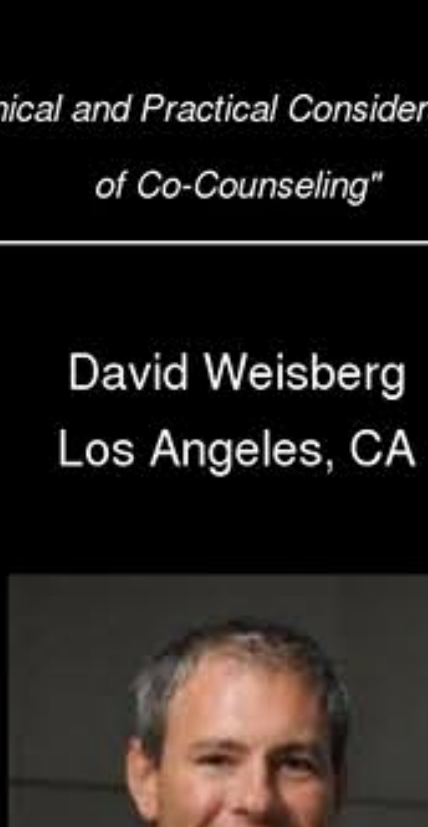 nical and Practical Consider
of Co-Counseling"
David Weisberg
Los Angeles, CA